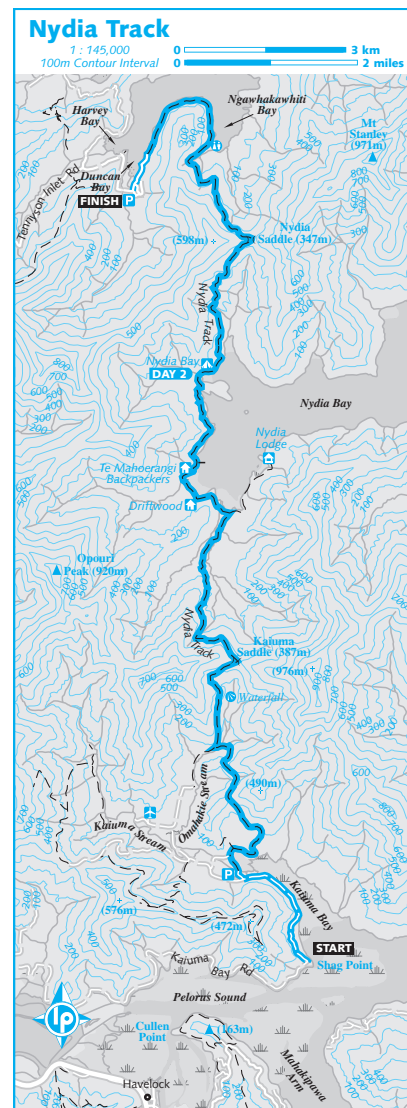 Nydia Track
1 : 145,000
0 3 km
100m Contour Interval
0 2 miles
Ngawhakawhiti
Bay
Harvey
Bay
Mt
Stanley
(971m)
Tennyson Inlet Rd
Duncan
Bay
FINISH P
Nydia
Saddle (347m)
(598m)
Nydia Track
Nydia Bay
DAY 2
Nydia Bay
Nydia
Lodge
Te Mahoerangi
Backpackers
Driftwood
Opouri
Peak (920m)
Nydia Track
Kaiuma
Saddle (387m)
(976m)
Waterfall
Omahakie Stream
(490m)
Kaiuma Stream
P
Kaiuma Bay
(576m)
(472m)
START
Shag Point
Kaiuma
Bay
Rd
Pelorus Sound
lp
Cullen
Point
(163m)
Mahakipawa
Arm
Havelock